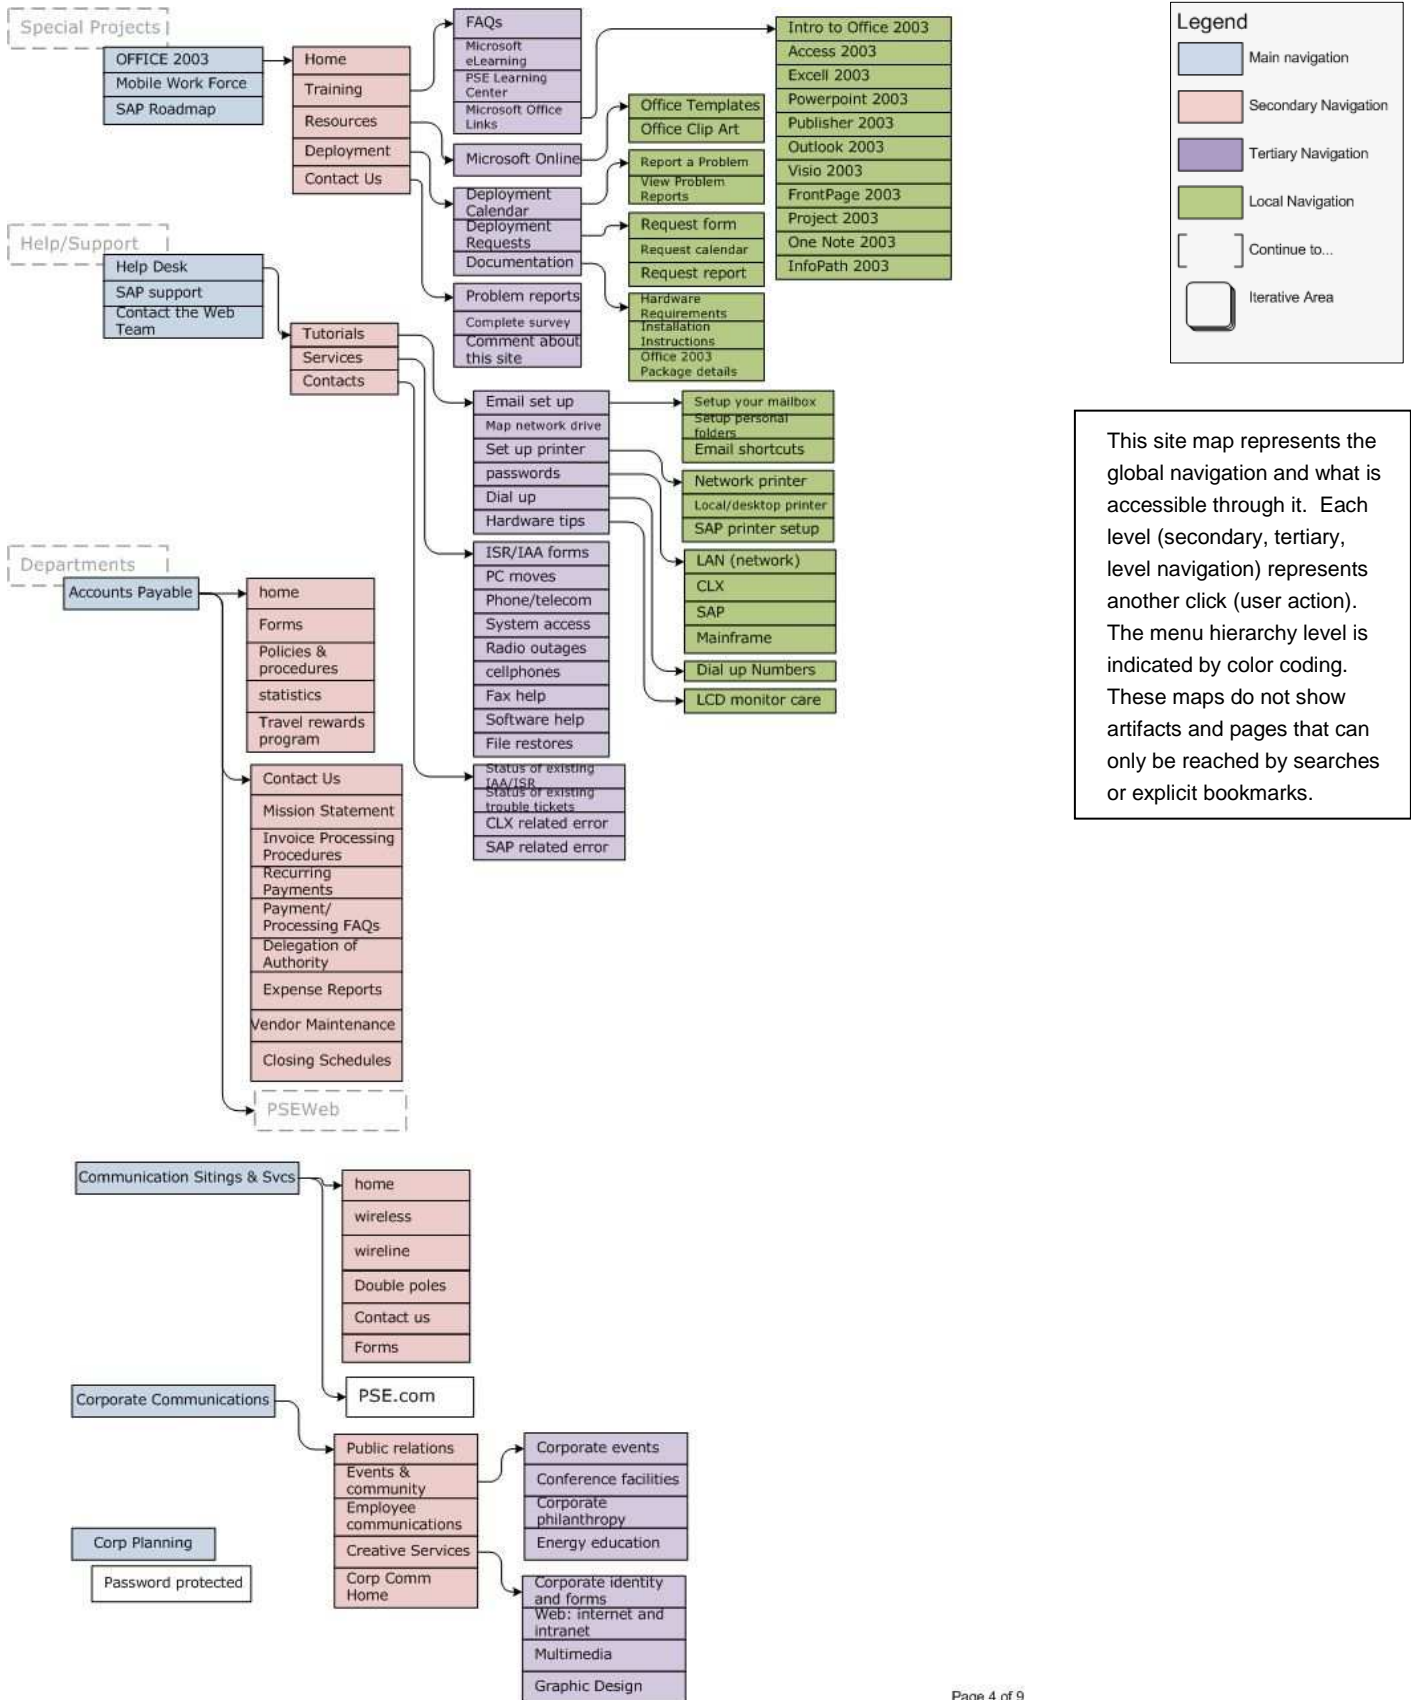 Special Projects
OFFICE 2003
Mobile Work Force
SAP Roadmap
Home
Training
Resources
Deployment
Contact Us
FAQs
Microsoft
eLearning
PSE Learning
Center
Microsoft Office
Links
Microsoft Online
Deployment
Calendar
Deployment
Requests
Documentation
Problem reports
Complete survey
Comment about
this site
Office Templates
Office Clip Art
Report a Problem
View Problem
Reports
Request form
Request calendar
Request report
Hardware
Requirements
Installation
Instructions
Office 2003
Package details
Intro to Office 2003
Access 2003
Excell 2003
Powerpoint 2003
Publisher 2003
Outlook 2003
Visio 2003
FrontPage 2003
Project 2003
One Note 2003
InfoPath 2003
Legend
Main navigation
Secondary Navigation
Tertiary Navigation
Local Navigation
Continue to...
Iterative Area
This site map represents the
global navigation and what is
accessible through it. Each
level (secondary, tertiary,
level navigation) represents
another click (user action).
The menu hierarchy level is
indicated by color coding.
These maps do not show
artifacts and pages that can
only be reached by searches
or explicit bookmarks.
Help/Support
Help Desk
SAP support
Contact the Web
Team
Tutorials
Services
Contacts
Email set up
Map network drive
Set up printer
passwords
Dial up
Hardware tips
Setup your mailbox
Setup personal
folders
Email shortcuts
Network printer
Local/desktop printer
SAP printer setup
LAN (network)
CLX
SAP
Mainframe
Dial up Numbers
LCD monitor care
ISR/IAA forms
PC moves
Phone/telecom
System access
Radio outages
cellphones
Fax help
Software help
File restores
Status of existing
IAA/ISR
Status of existing
trouble tickets
CLX related error
SAP related error
Departments
Accounts Payable
home
Forms
Policies &
procedures
statistics
Travel rewards
program
Contact Us
Mission Statement
Invoice Processing
Procedures
Recurring
Payments
Payment/
Processing FAQs
Delegation of
Authority
Expense Reports
Vendor Maintenance
Closing Schedules
PSEWeb
Communication Sitings & Svcs
home
wireless
wireline
Double poles
Contact us
Forms
PSE.com
Corporate Communications
Public relations
Events &
community
Employee
communications
Creative Services
Corp Comm
Home
Corporate events
Conference facilities
Corporate
philanthropy
Energy education
Corporate identity
and forms
Web: internet and
intranet
Multimedia
Graphic Design
Corp Planning
Password protected
Page 4 of 9